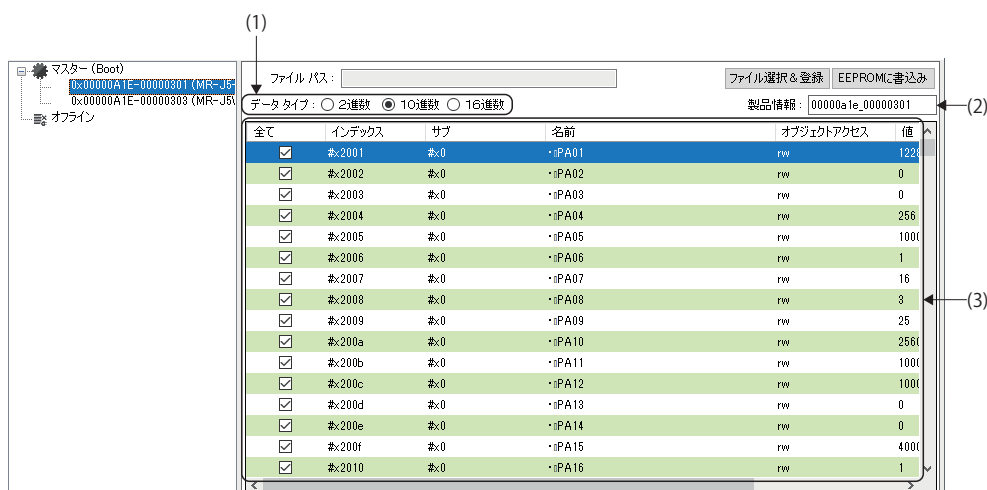 (1)
マスター (Boot)
0x00000A1E-00000301 (MR-J5-
0x00000A1E-00000303 (MR-J5\
オフライン
ファイル パス :
ファイル選択 & 登録 EEPROMに書込み
データ タイプ : 2進数 10進数 16進数
製品情報 : 00000a1e_00000301
(2)
全て インデックス サブ 名前 オブジェクトアクセス 値
#x2001 #x0 ・PA01 rw 1228
#x2002 #x0 ・PA02 rw 0
#x2003 #x0 ・PA03 rw 0
#x2004 #x0 ・PA04 rw 256
#x2005 #x0 ・PA05 rw 1000
#x2006 #x0 ・PA06 rw 1
#x2007 #x0 ・PA07 rw 16
#x2008 #x0 ・PA08 rw 3
(3)
#x2009 #x0 ・PA09 rw 25
#x200a #x0 ・PA10 rw 2560
#x200b #x0 ・PA11 rw 1000
#x200c #x0 ・PA12 rw 1000
#x200d #x0 ・PA13 rw 0
#x200e #x0 ・PA14 rw 0
#x200f #x0 ・PA15 rw 4000
#x2010 #x0 ・PA16 rw 1